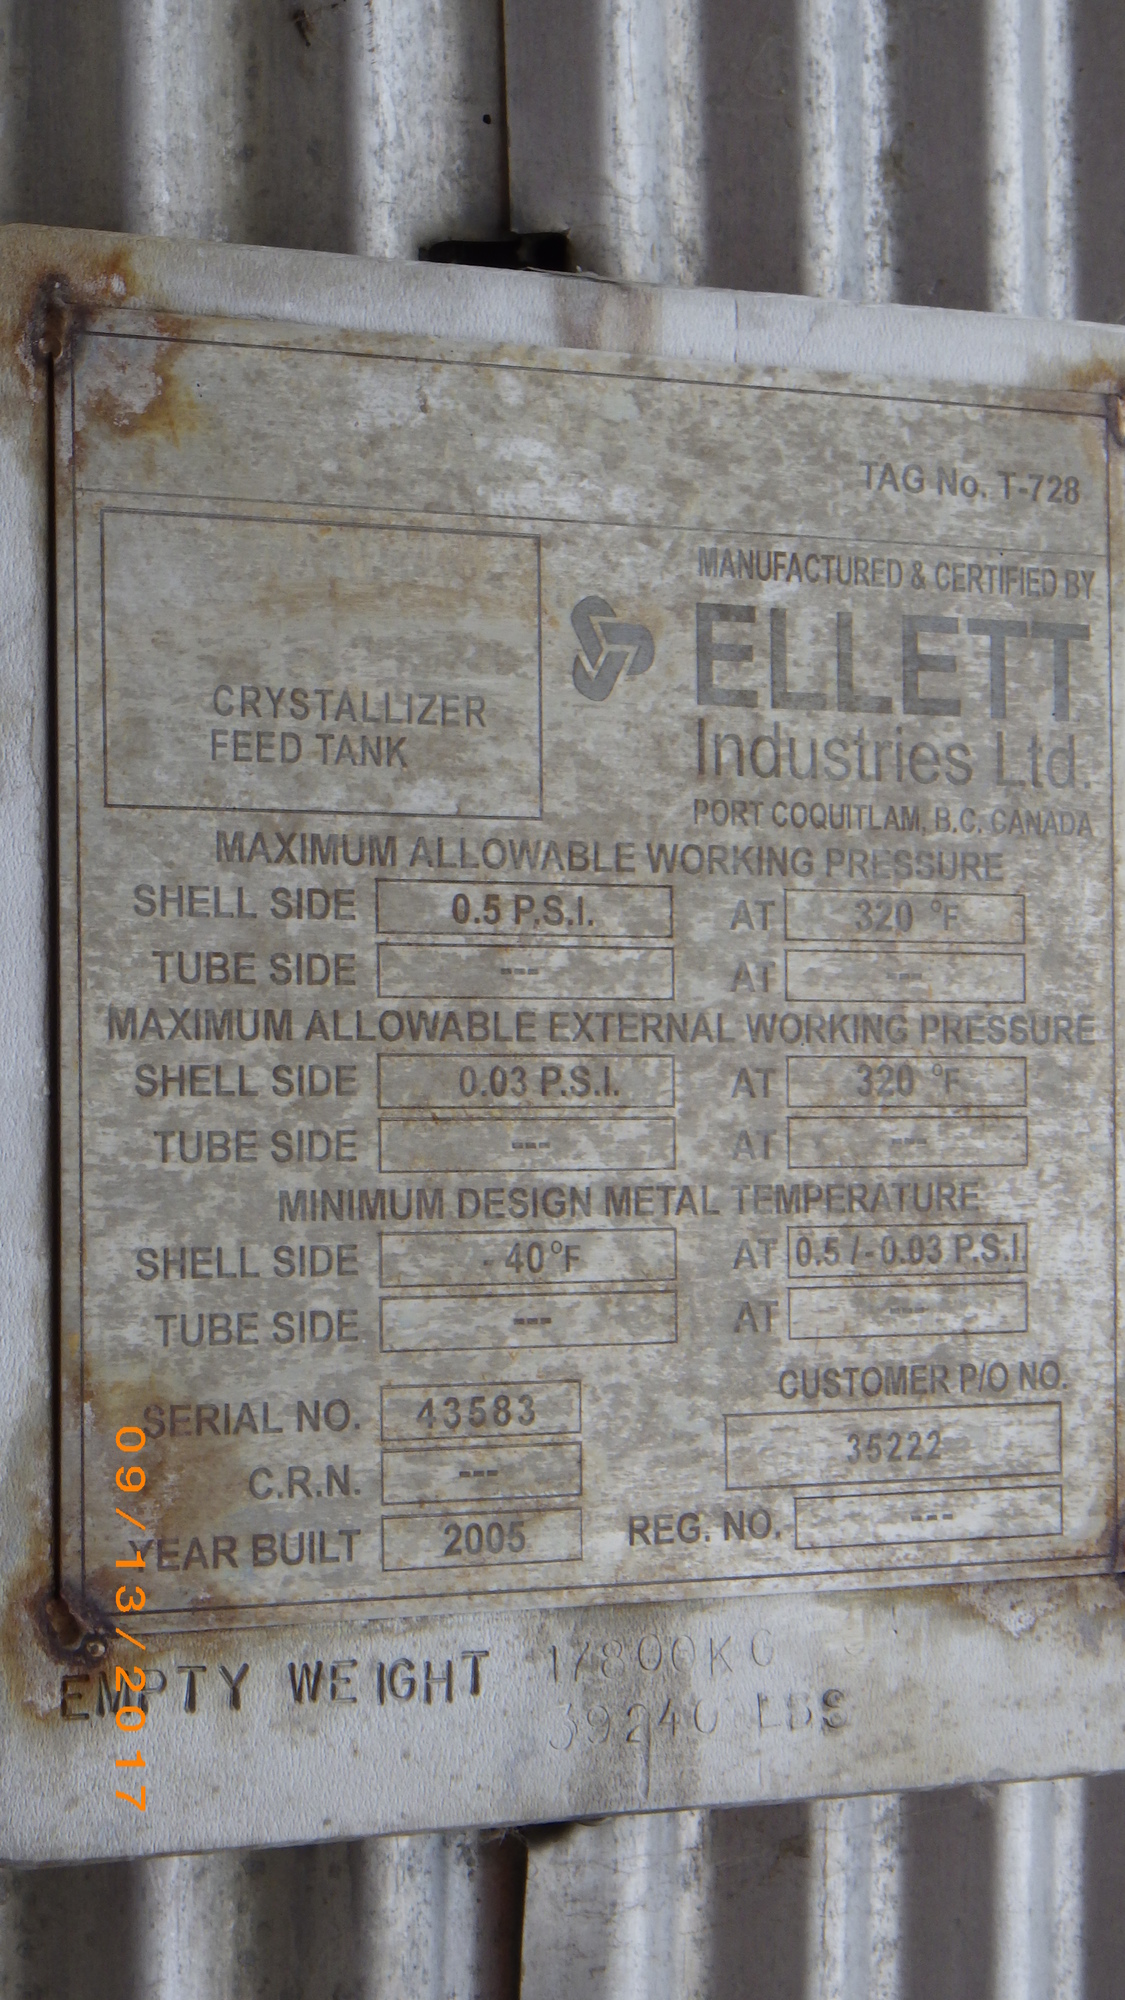 TAG No. T-728
MANUFACTURED & CERTIFIED BY
ELLETT
Industries Ltd.
PORT COQUITLAM, B.C. CANADA
CRYSTALLIZER
FEED TANK
MAXIMUM ALLOWABLE WORKING PRESSURE
SHELL SIDE 0.5 P.S.I. AT 320 °F
TUBE SIDE --- AT ---
MAXIMUM ALLOWABLE EXTERNAL WORKING PRESSURE
SHELL SIDE 0.03 P.S.I. AT 320 °F
TUBE SIDE --- AT ---
MINIMUM DESIGN METAL TEMPERATURE
SHELL SIDE - 40°F AT 0.5 / - 0.03 P.S.I.
TUBE SIDE --- AT ---
CUSTOMER P/O NO.
SERIAL NO. 43583
35222
C.R.N. ---
YEAR BUILT 2005 REG. NO. ---
EMPTY WEIGHT 17800KG
39240 LBS
09/13/2017